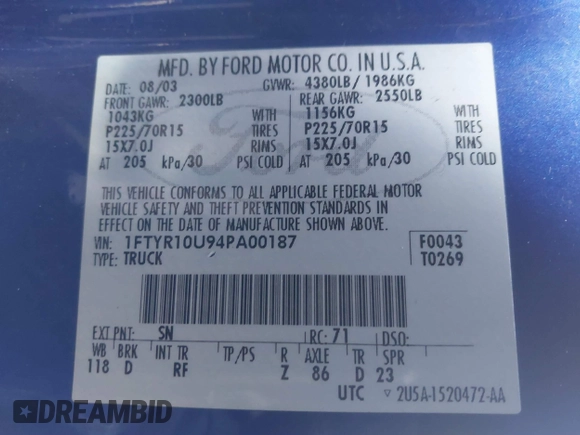 MFD. BY FORD MOTOR CO. IN U.S.A.
DATE: 08/03 GVWR: 4380LB/ 1986KG
FRONT GAWR: 2300LB REAR GAWR: 2550LB
1043KG WITH 1156KG WITH
P225/70R15 TIRES P225/70R15 TIRES
15X7.0J RIMS 15X7.0J RIMS
AT 205 kPa/30 PSI COLD AT 205 kPa/30 PSI COLD
THIS VEHICLE CONFORMS TO ALL APPLICABLE FEDERAL MOTOR
VEHICLE SAFETY AND THEFT PREVENTION STANDARDS IN
EFFECT ON THE DATE OF MANUFACTURE SHOWN ABOVE.
VIN: 1FTYR10U94PA00187 F0043
TYPE: TRUCK T0269
EXT PNT: SN RC: 71 DSO:
WB BRK INT TR TP/PS R AXLE TR SPR
118 D RF Z 86 D 23
UTC ▽ 2U5A-1520472-AA
Ford
DREAMBID